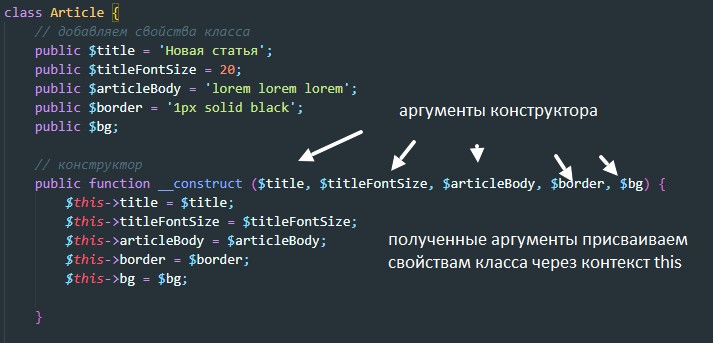 class Article {
// добавляем свойства класса
public $title = 'Новая статья';
public $titleFontSize = 20;
public $articleBody = 'lorem lorem lorem';
public $border = '1px solid black';
public $bg;
аргументы конструктора
// конструктор
public function __construct ($title, $titleFontSize, $articleBody, $border, $bg) {
$this->title = $title;
$this->titleFontSize = $titleFontSize;
$this->articleBody = $articleBody;
$this->border = $border;
$this->bg = $bg;
полученные аргументы присваиваем
свойствам класса через контекст this
}